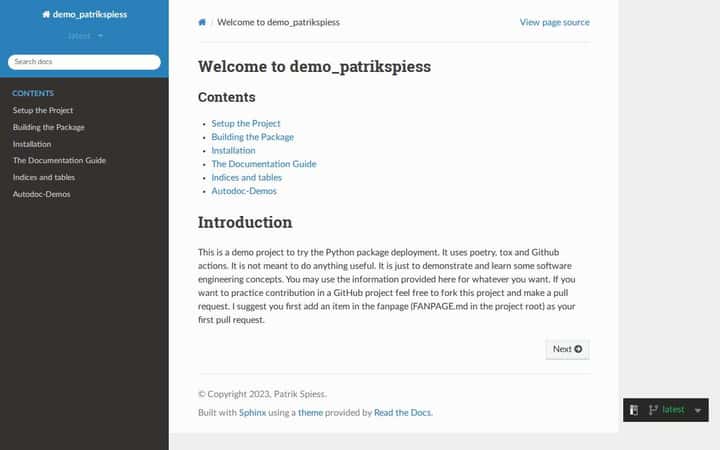 demo_patrikspiess
latest
Search docs
CONTENTS
Setup the Project
Building the Package
Installation
The Documentation Guide
Indices and tables
Autodoc-Demos
/ Welcome to demo_patrikspiess
View page source
Welcome to demo_patrikspiess
Contents
• Setup the Project
• Building the Package
• Installation
• The Documentation Guide
• Indices and tables
• Autodoc-Demos
Introduction
This is a demo project to try the Python package deployment. It uses poetry, tox and Github
actions. It is not meant to do anything useful. It is just to demonstrate and learn some software
engineering concepts. You may use the information provided here for whatever you want. If you
want to practice contribution in a GitHub project feel free to fork this project and make a pull
request. I suggest you first add an item in the fanpage (FANPAGE.md in the project root) as your
first pull request.
Next
© Copyright 2023, Patrik Spiess.
Built with Sphinx using a theme provided by Read the Docs.
latest